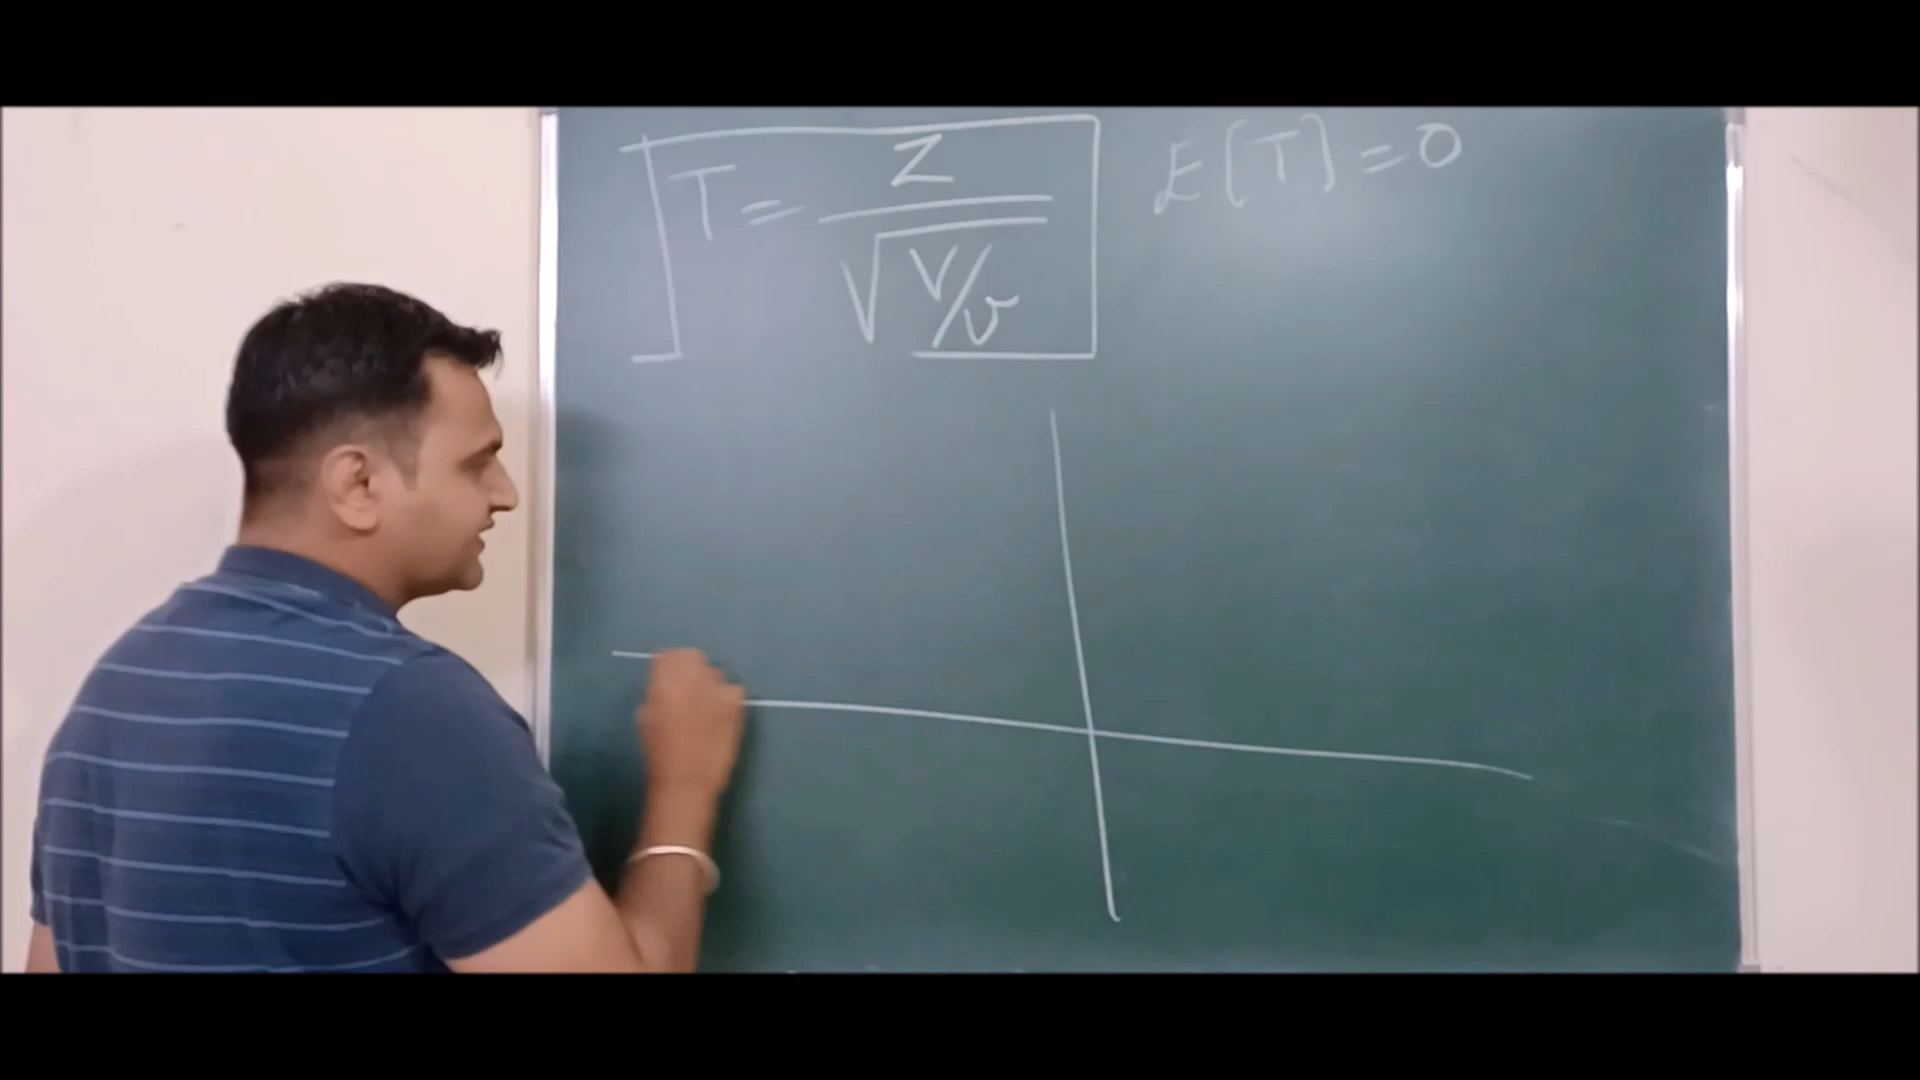 T = Z / √(V/ν)
E[T] = 0